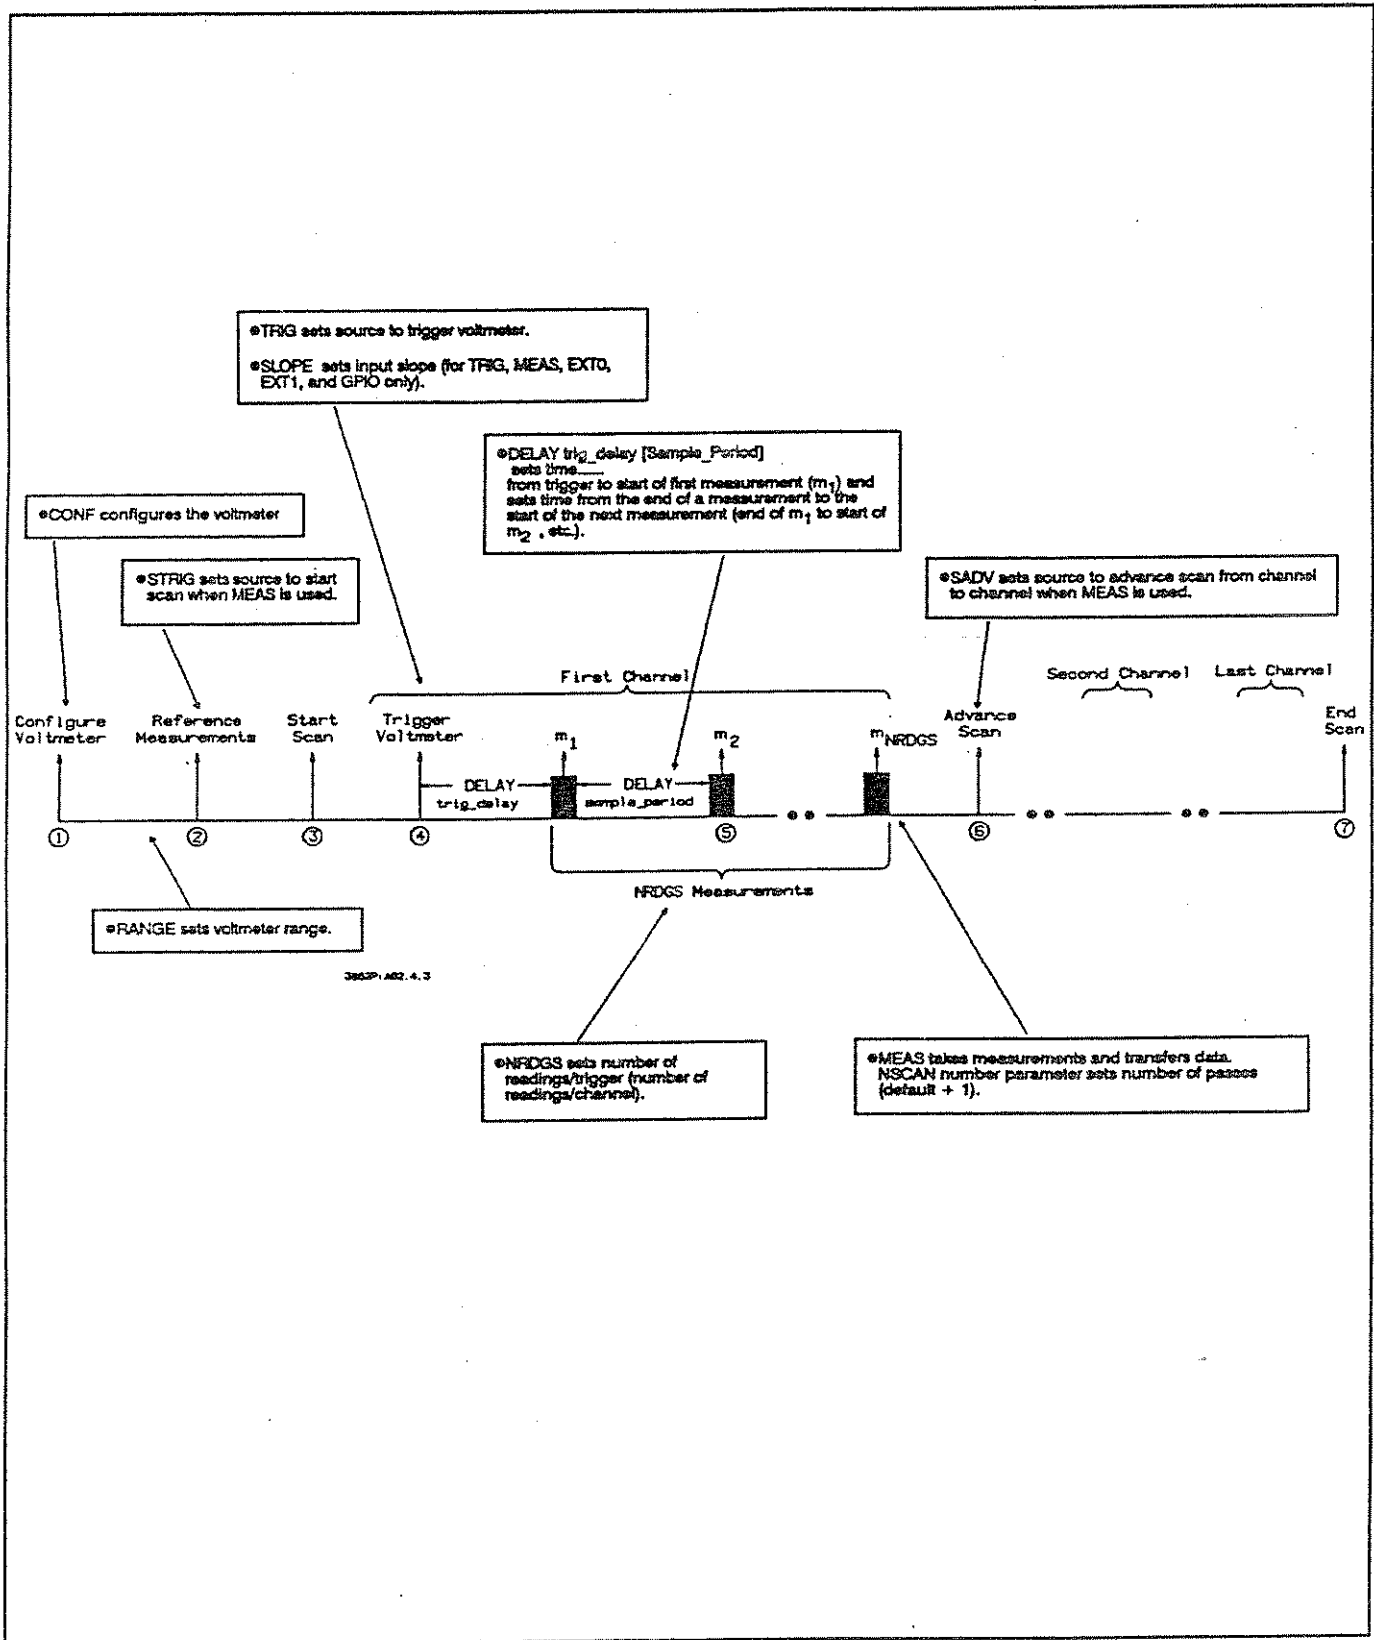 ●TRIG sets source to trigger voltmeter.
●SLOPE sets input slope (for TRIG, MEAS, EXT0,
EXT1, and GPIO only).
●DELAY trig_delay [Sample_Period]
sets time......
from trigger to start of first measurement (m1) and
sets time from the end of a measurement to the
start of the next measurement (end of m1 to start of
m2 , etc.).
●CONF configures the voltmeter
●STRIG sets source to start
scan when MEAS is used.
●SADV sets source to advance scan from channel
to channel when MEAS is used.
First Channel
Second Channel
Last Channel
Configure
Voltmeter
Reference
Measurements
Start
Scan
Trigger
Voltmeter
m1
m2
mNRDGS
Advance
Scan
End
Scan
DELAY
trig_delay
DELAY
sample_period
① ② ③ ④ ⑤ ⑥ ⑦
NRDGS Measurements
●RANGE sets voltmeter range.
●NRDGS sets number of
readings/trigger (number of
readings/channel).
●MEAS takes measurements and transfers data.
NSCAN number parameter sets number of passes
(default + 1).